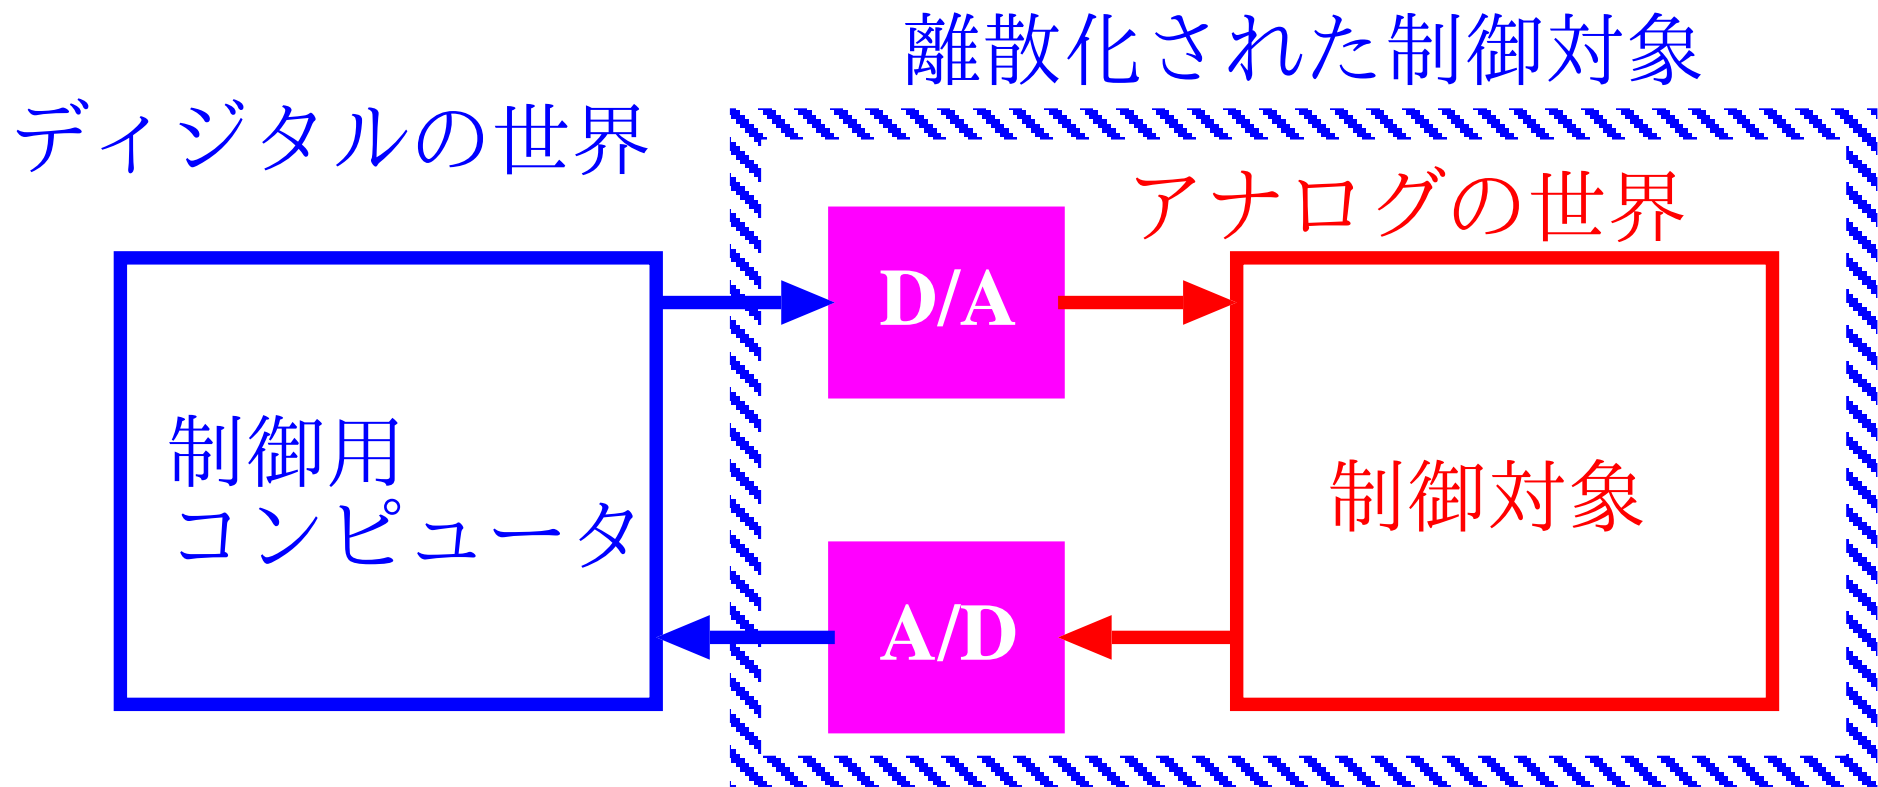 離散化された制御対象
ディジタルの世界
アナログの世界
D/A
制御用
コンピュータ
制御対象
A/D